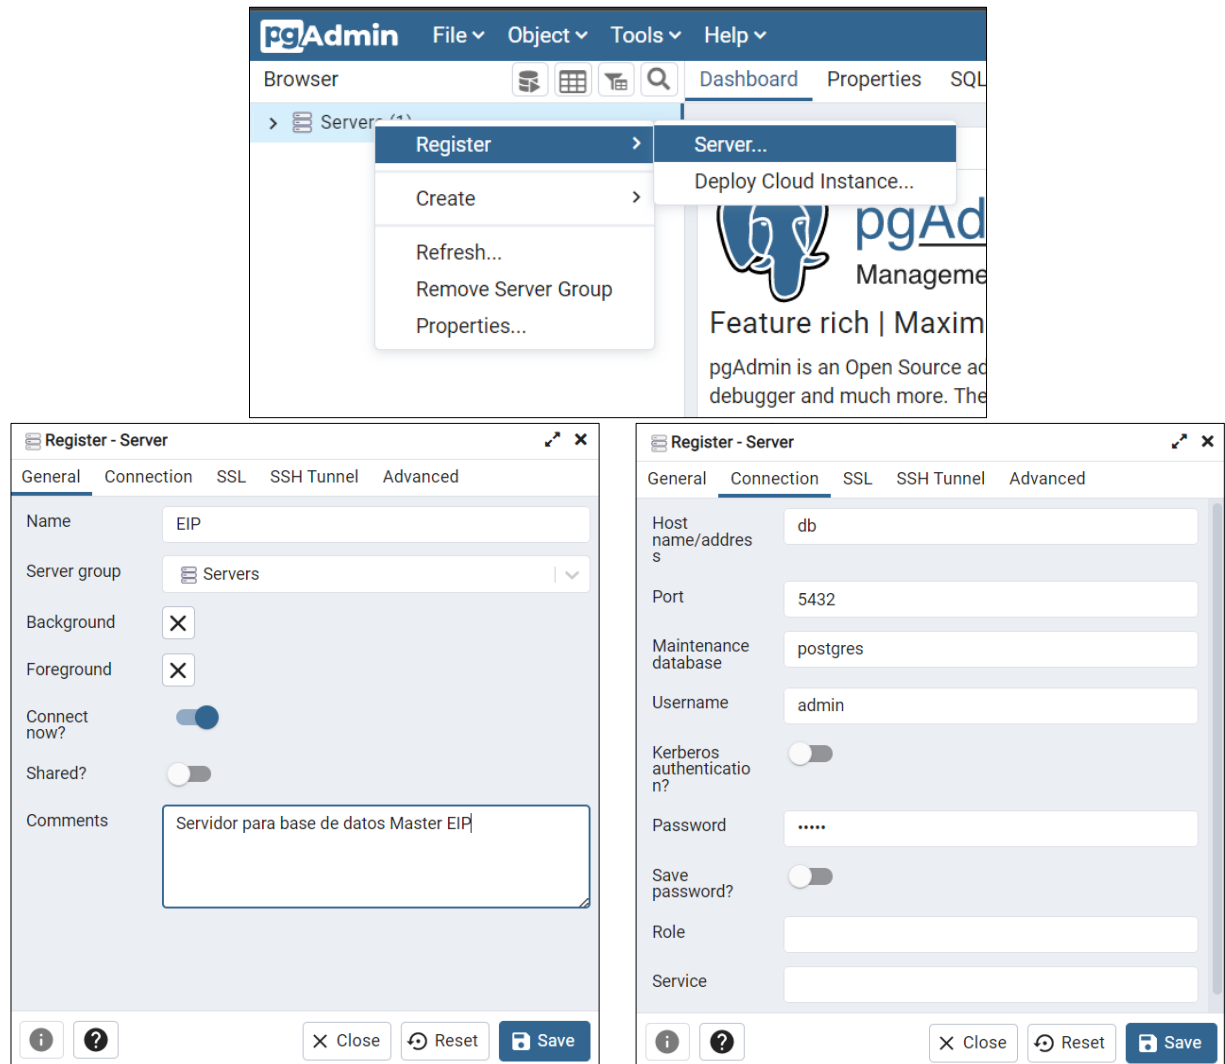 pgAdmin File Object Tools Help
Browser Dashboard Properties SQL
Servers (1)
Register Server...
Deploy Cloud Instance...
Create
Refresh...
Remove Server Group
Properties...
pgAd
Manageme
Feature rich | Maxim
pgAdmin is an Open Source ad
debugger and much more. The
Register - Server
General Connection SSL SSH Tunnel Advanced
Name EIP
Server group Servers
Background
Foreground
Connect
now?
Shared?
Comments Servidor para base de datos Master EIP
Close Reset Save
Register - Server
General Connection SSL SSH Tunnel Advanced
Host
name/addres
s
db
Port 5432
Maintenance
database
postgres
Username admin
Kerberos
authenticatio
n?
Password •••••
Save
password?
Role
Service
Close Reset Save